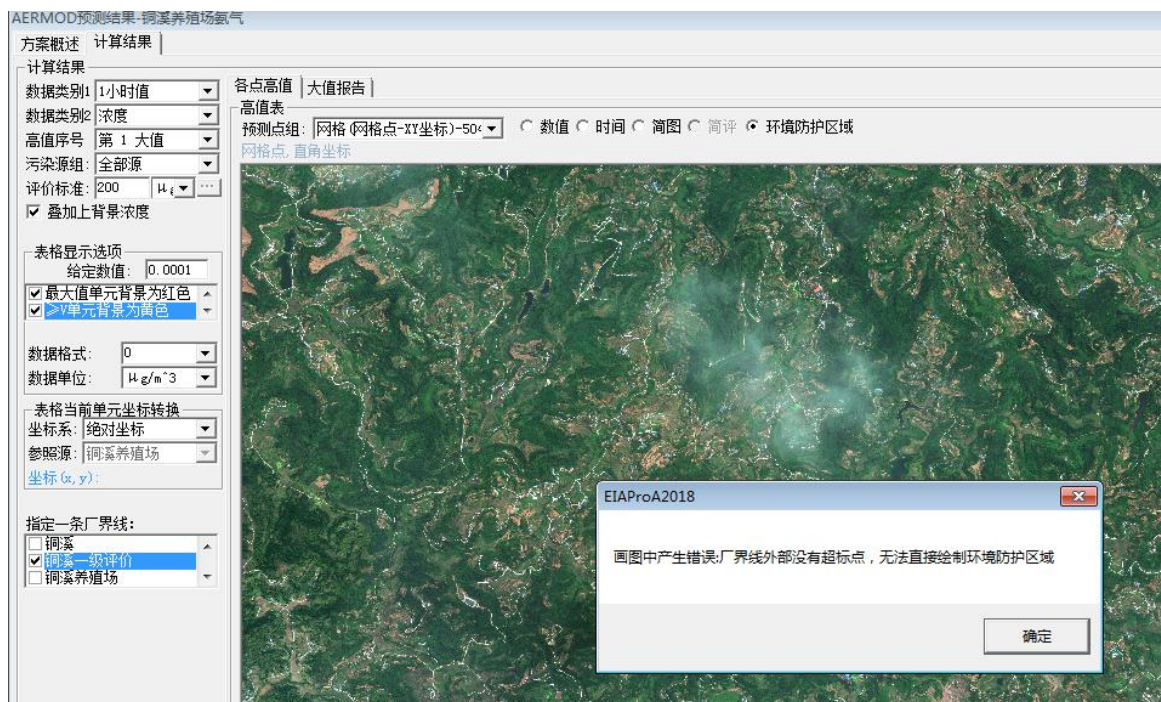 AERMOD预测结果-铜溪养殖场氨气
方案概述 计算结果
计算结果
数据类别1 1小时值
数据类别2 浓度
高值序号 第 1 大值
污染源组: 全部源
评价标准: 200 μg ...
叠加上背景浓度
表格显示选项
给定数值: 0.0001
最大值单元背景为红色
≥V单元背景为黄色
数据格式: 0
数据单位: μg/m^3
表格当前单元坐标转换
坐标系: 绝对坐标
参照源: 铜溪养殖场
坐标(x,y):
指定一条厂界线:
铜溪
铜溪一级评价
铜溪养殖场
各点高值 大值报告
高值表
预测点组: 网格(网格点-XY坐标)-504 数值 时间 简图 简评 环境防护区域
网格点,直角坐标
EIAProA2018
画图中产生错误:厂界线外部没有超标点，无法直接绘制环境防护区域
确定